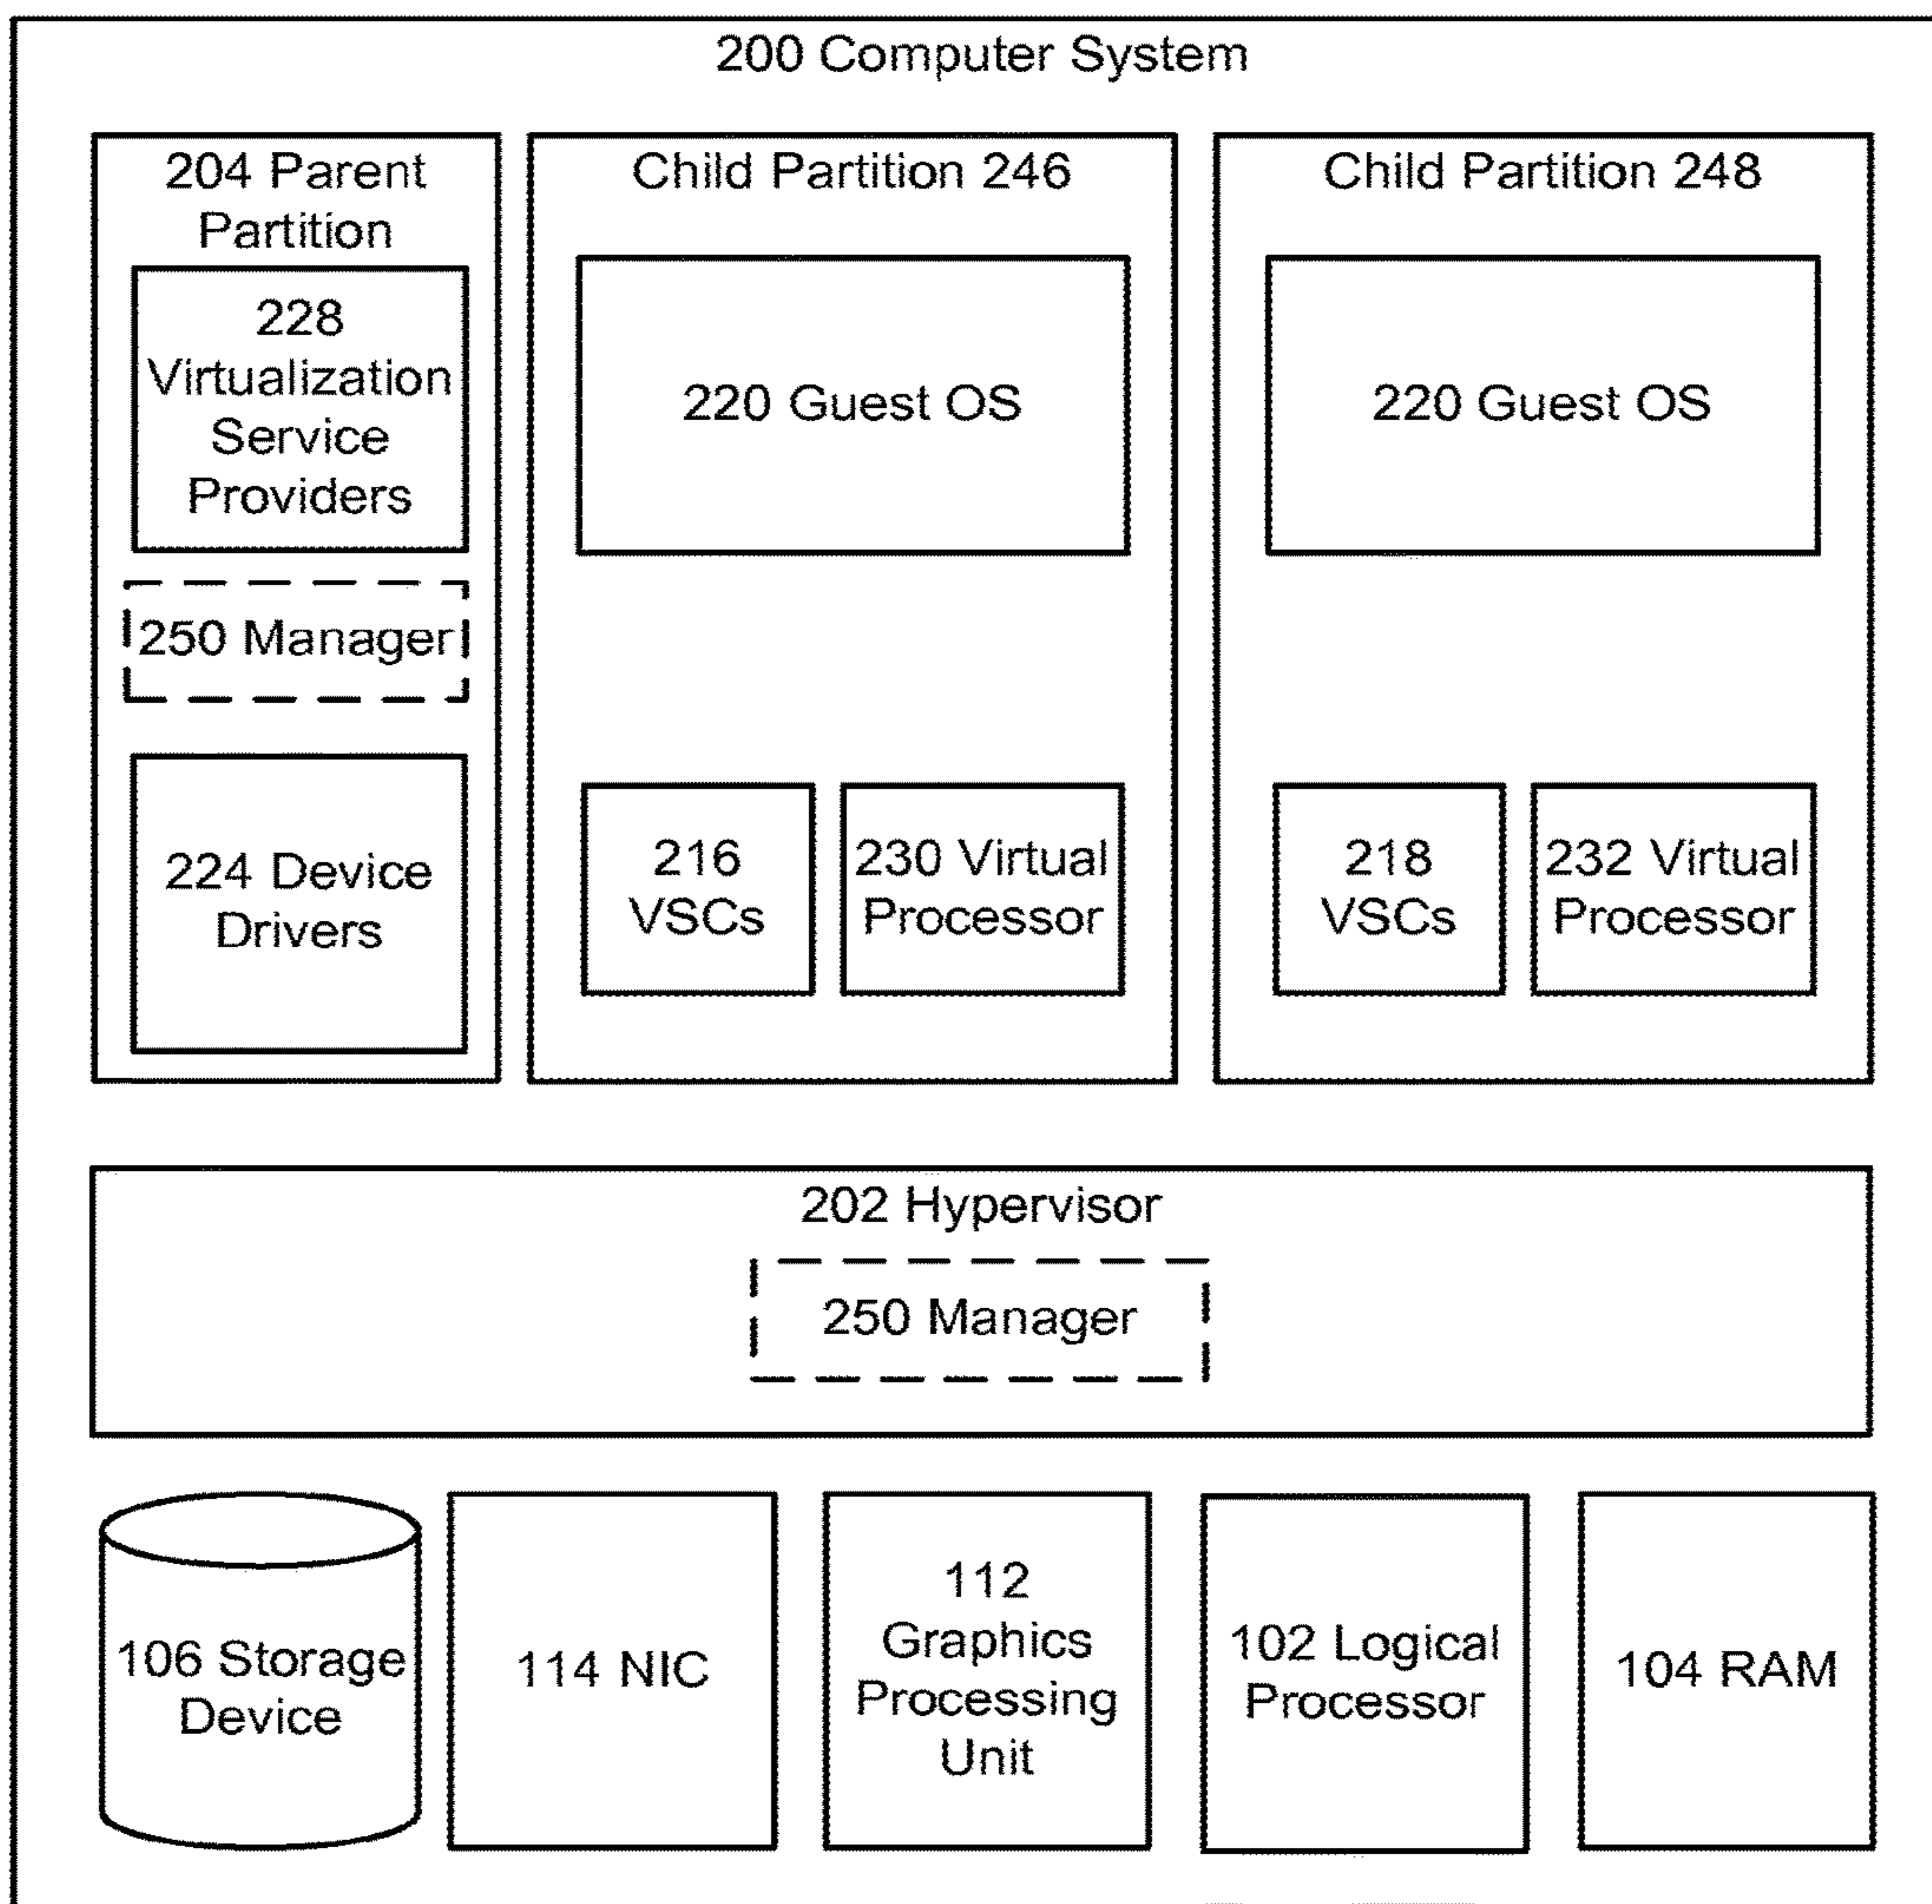 200 Computer System
204 Parent
Partition
228
Virtualization
Service
Providers
250 Manager
224 Device
Drivers
Child Partition 246
220 Guest OS
216
VSCs
230 Virtual
Processor
Child Partition 248
220 Guest OS
218
VSCs
232 Virtual
Processor
202 Hypervisor
250 Manager
106 Storage
Device
114 NIC
112
Graphics
Processing
Unit
102 Logical
Processor
104 RAM